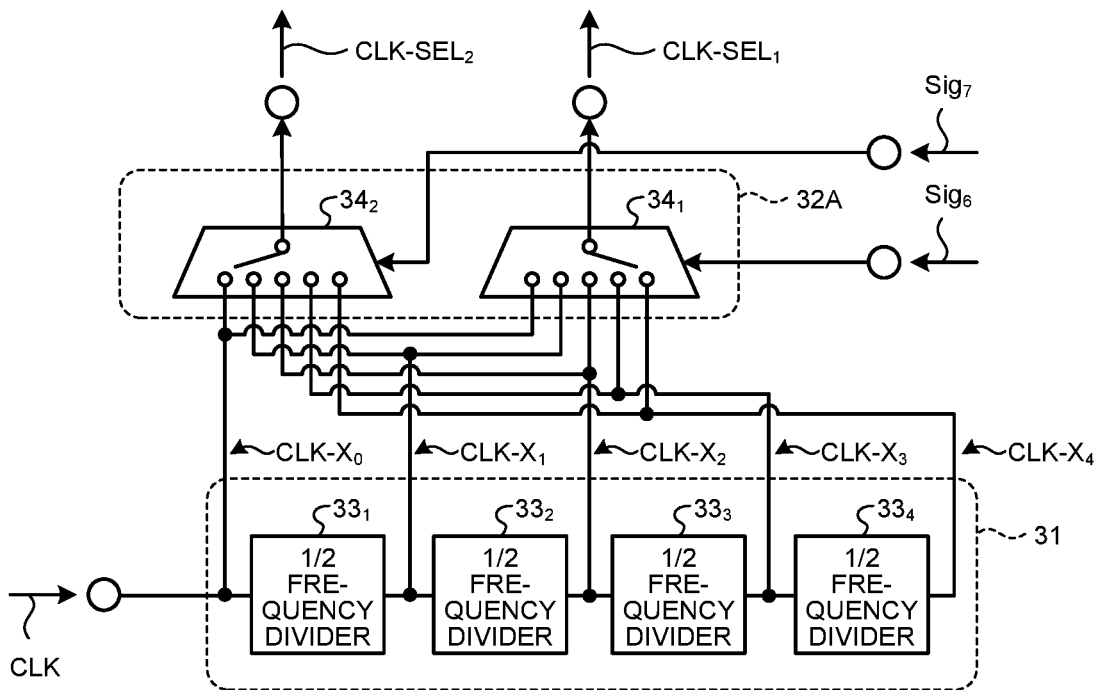 CLK-SEL₂
CLK-SEL₁
Sig₇
Sig₆
32A
34₂
34₁
CLK-X₀
CLK-X₁
CLK-X₂
CLK-X₃
CLK-X₄
33₁
33₂
33₃
33₄
31
1/2
FRE-
QUENCY
DIVIDER
1/2
FRE-
QUENCY
DIVIDER
1/2
FRE-
QUENCY
DIVIDER
1/2
FRE-
QUENCY
DIVIDER
CLK